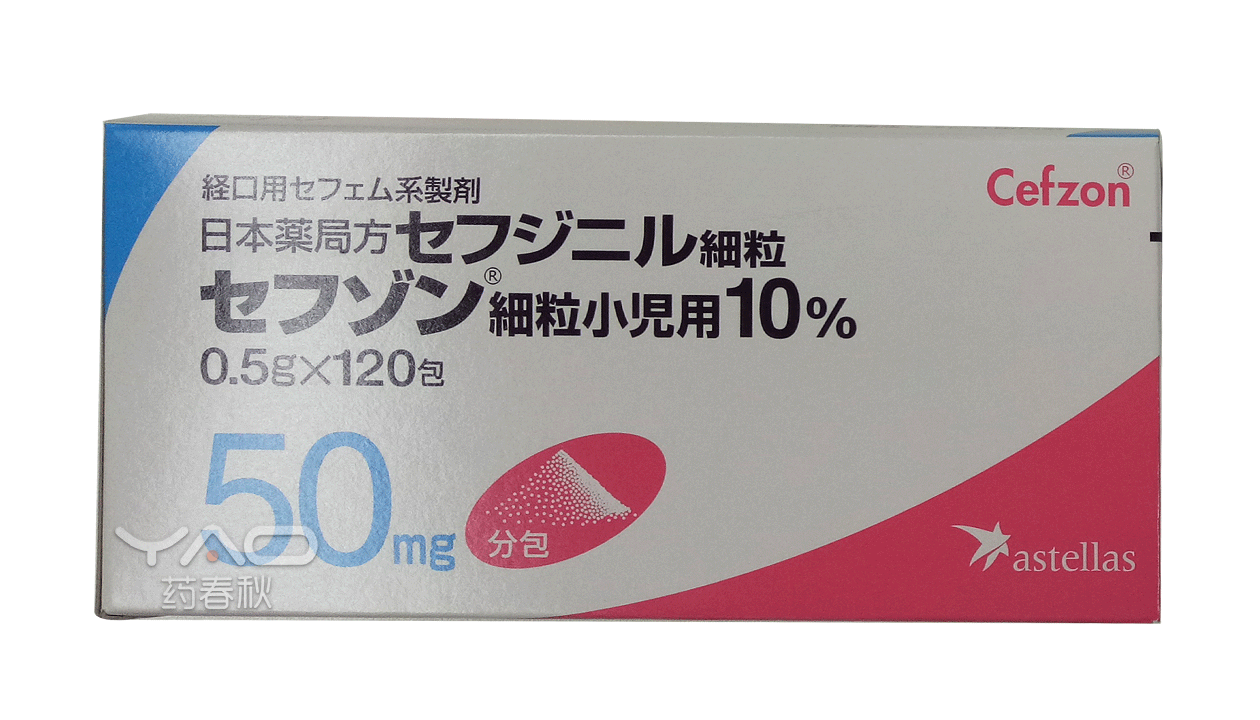 経口用セフェム系製剤
Cefzon®
日本薬局方 セフジニル細粒
セフゾン®細粒小児用10%
0.5g×120包
50mg
分包
astellas
YAO
药春秋